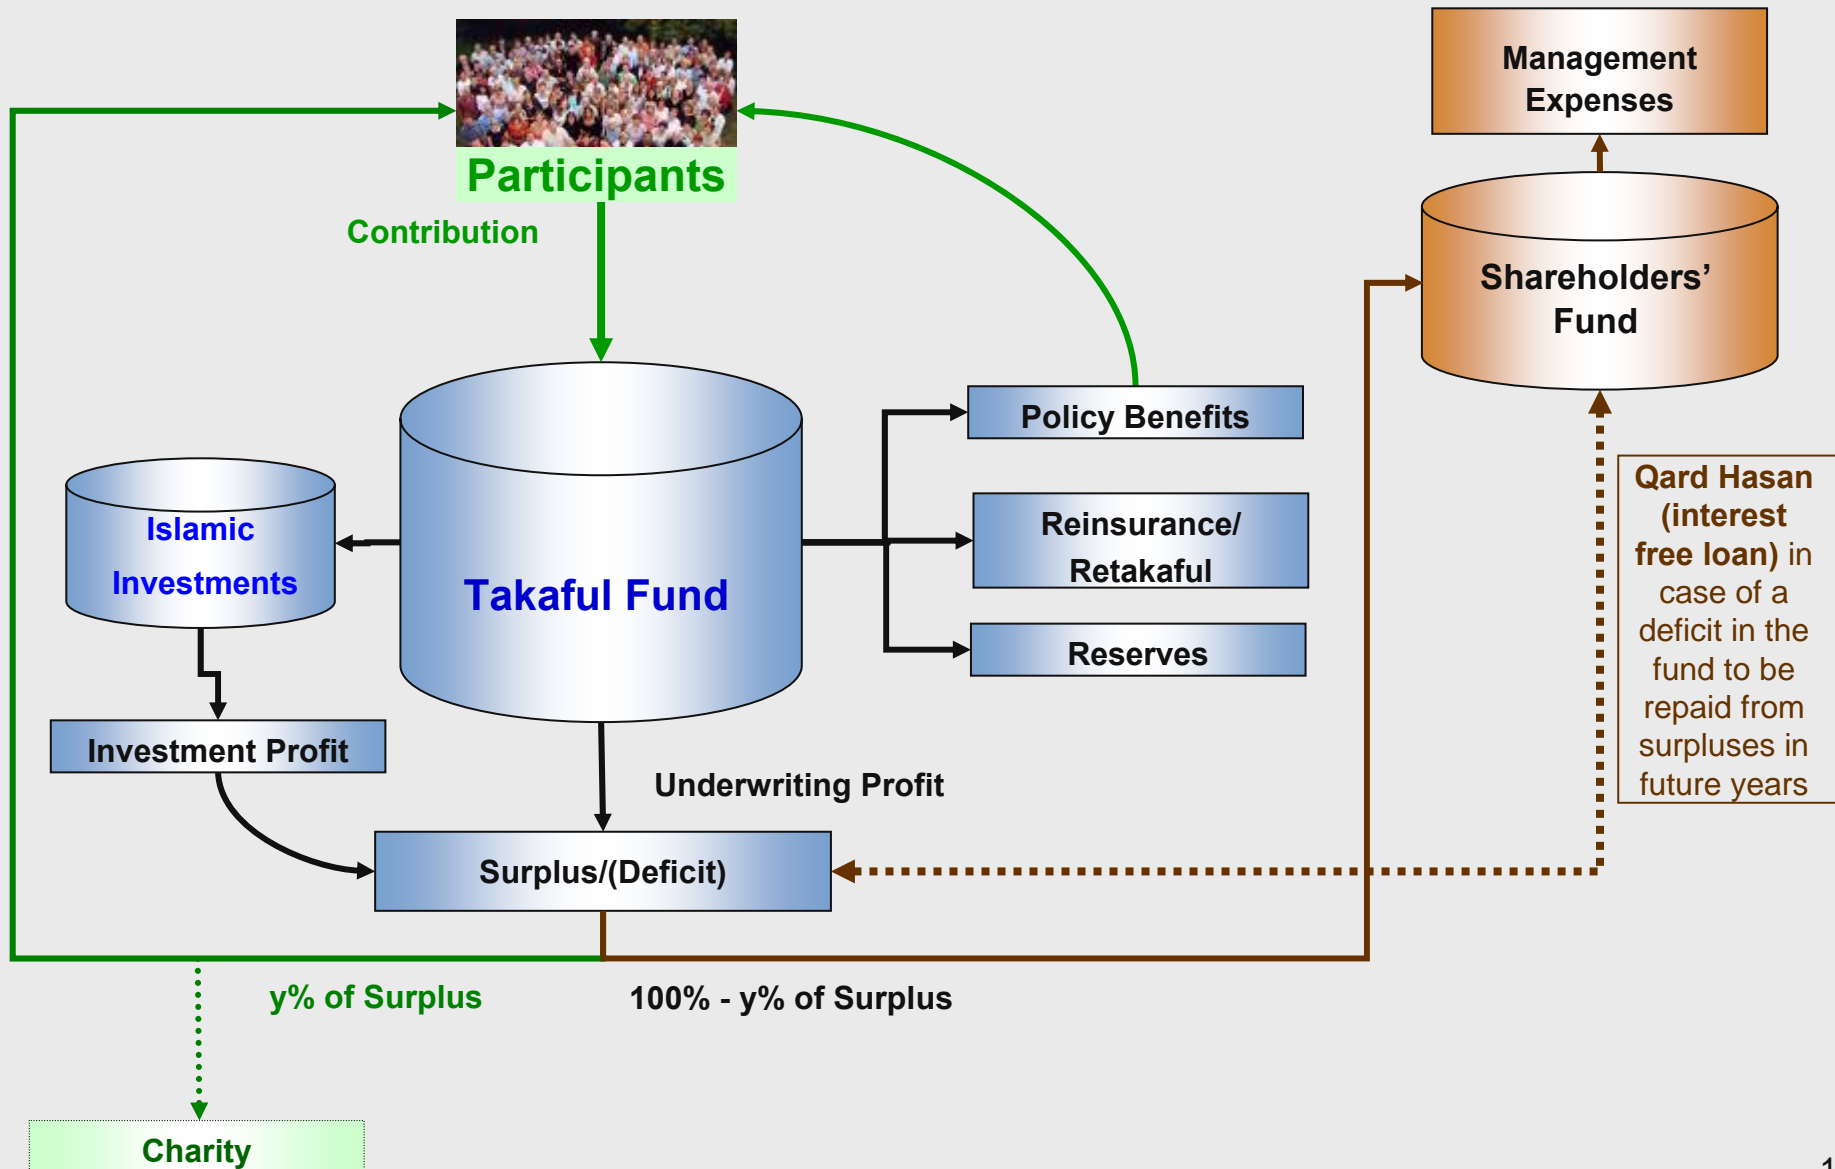 Management
Expenses
Participants
Contribution
Shareholders’
Fund
Policy Benefits
Islamic
Investments
Takaful Fund
Reinsurance/
Retakaful
Reserves
Qard Hasan
(interest
free loan) in
case of a
deficit in the
fund to be
repaid from
surpluses in
future years
Investment Profit
Underwriting Profit
Surplus/(Deficit)
y% of Surplus
100% - y% of Surplus
Charity